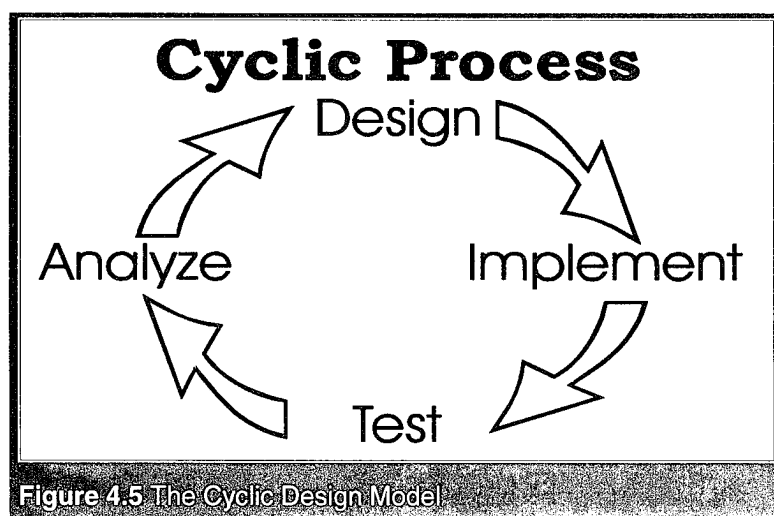 Cyclic Process
Design
Analyze
Implement
Test
Figure 4.5 The Cyclic Design Model